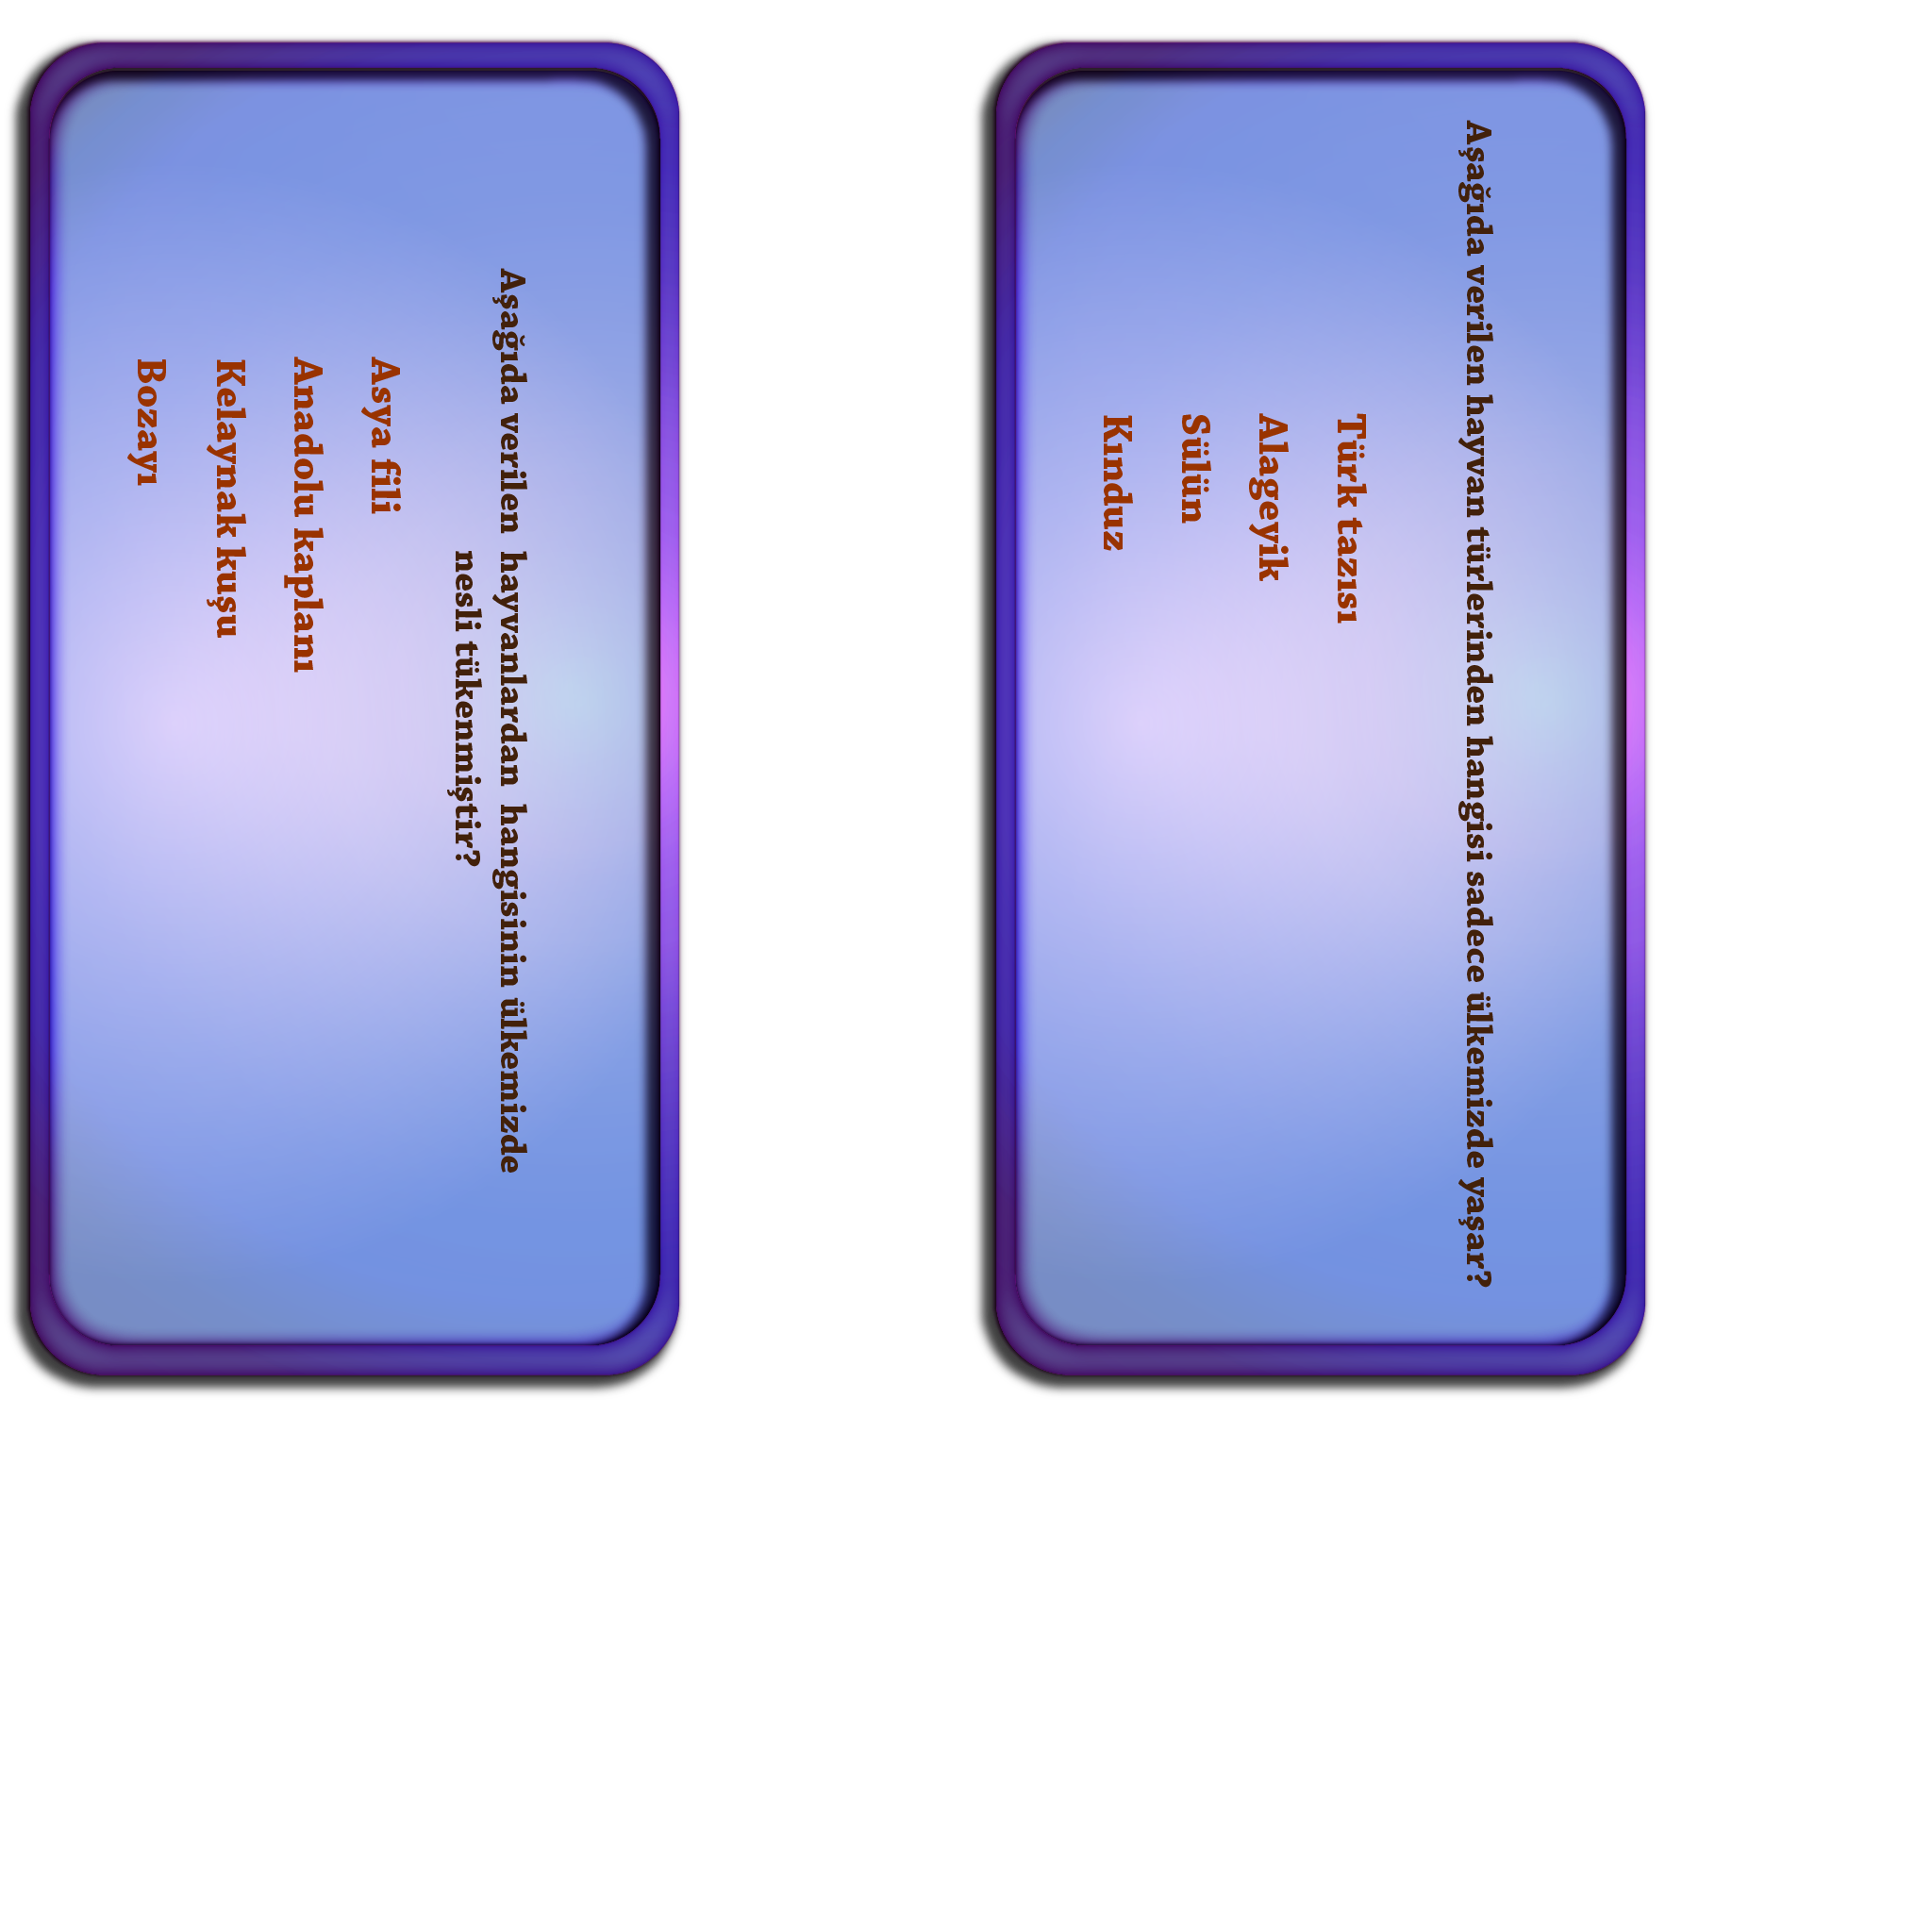 Aşağıda verilen hayvan türlerinden hangisi sadece ülkemizde yaşar?
Türk tazısı
Alageyik
Sülün
Kınduz
Aşağıda verilen hayvanlardan hangisinin ülkemizde
nesli tükenmiştir?
Asya fili
Anadolu kaplanı
Kelaynak kuşu
Bozayı